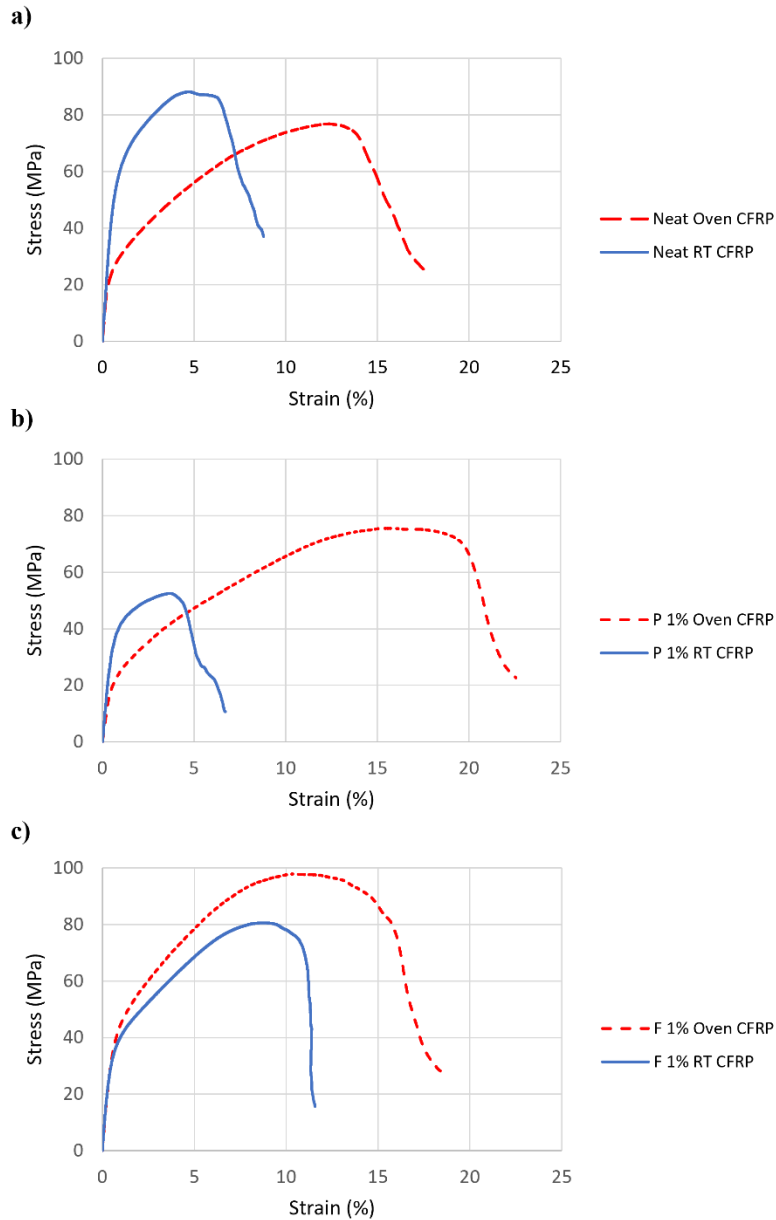 a)
100
80
60
40
20
0
Stress (MPa)
0 5 10 15 20 25
Strain (%)
Neat Oven CFRP
Neat RT CFRP
b)
100
80
60
40
20
0
Stress (MPa)
0 5 10 15 20 25
Strain (%)
P 1% Oven CFRP
P 1% RT CFRP
c)
100
80
60
40
20
0
Stress (MPa)
0 5 10 15 20 25
Strain (%)
F 1% Oven CFRP
F 1% RT CFRP